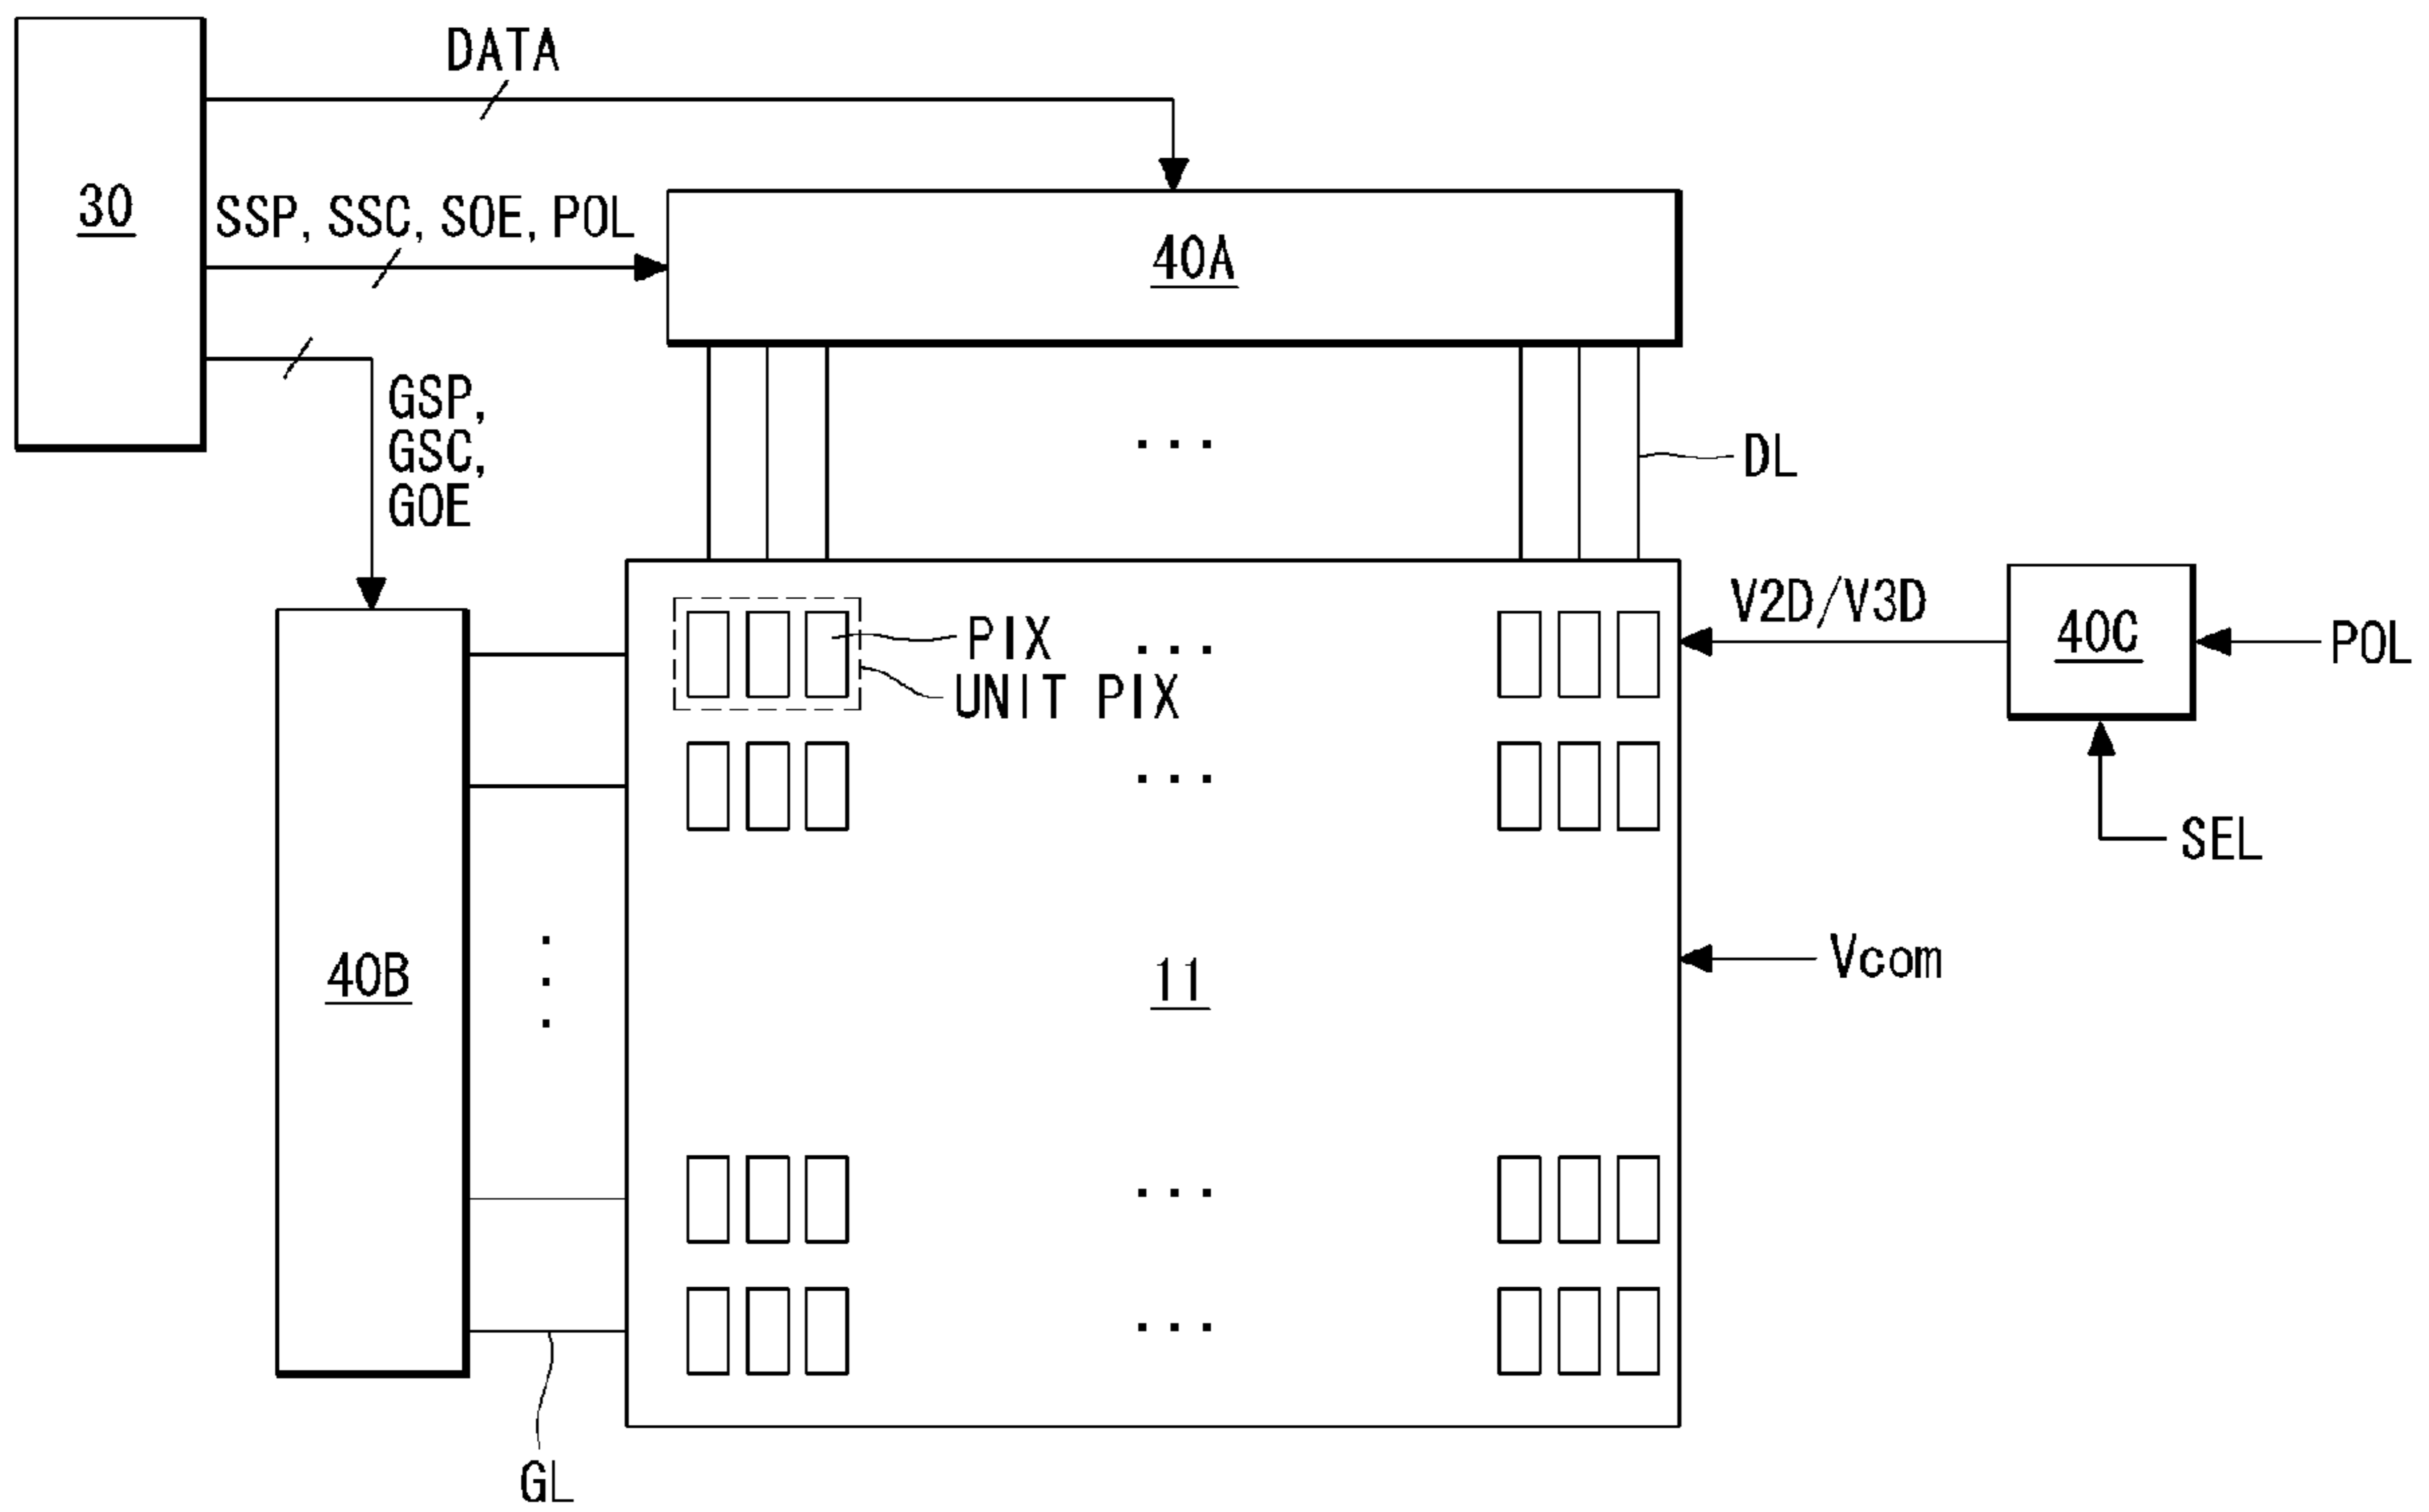 DATA
30
SSP, SSC, SOE, POL
40A
GSP,
GSC,
GOE
DL
V2D/V3D
40C
POL
PIX
UNIT PIX
SEL
40B
11
Vcom
GL